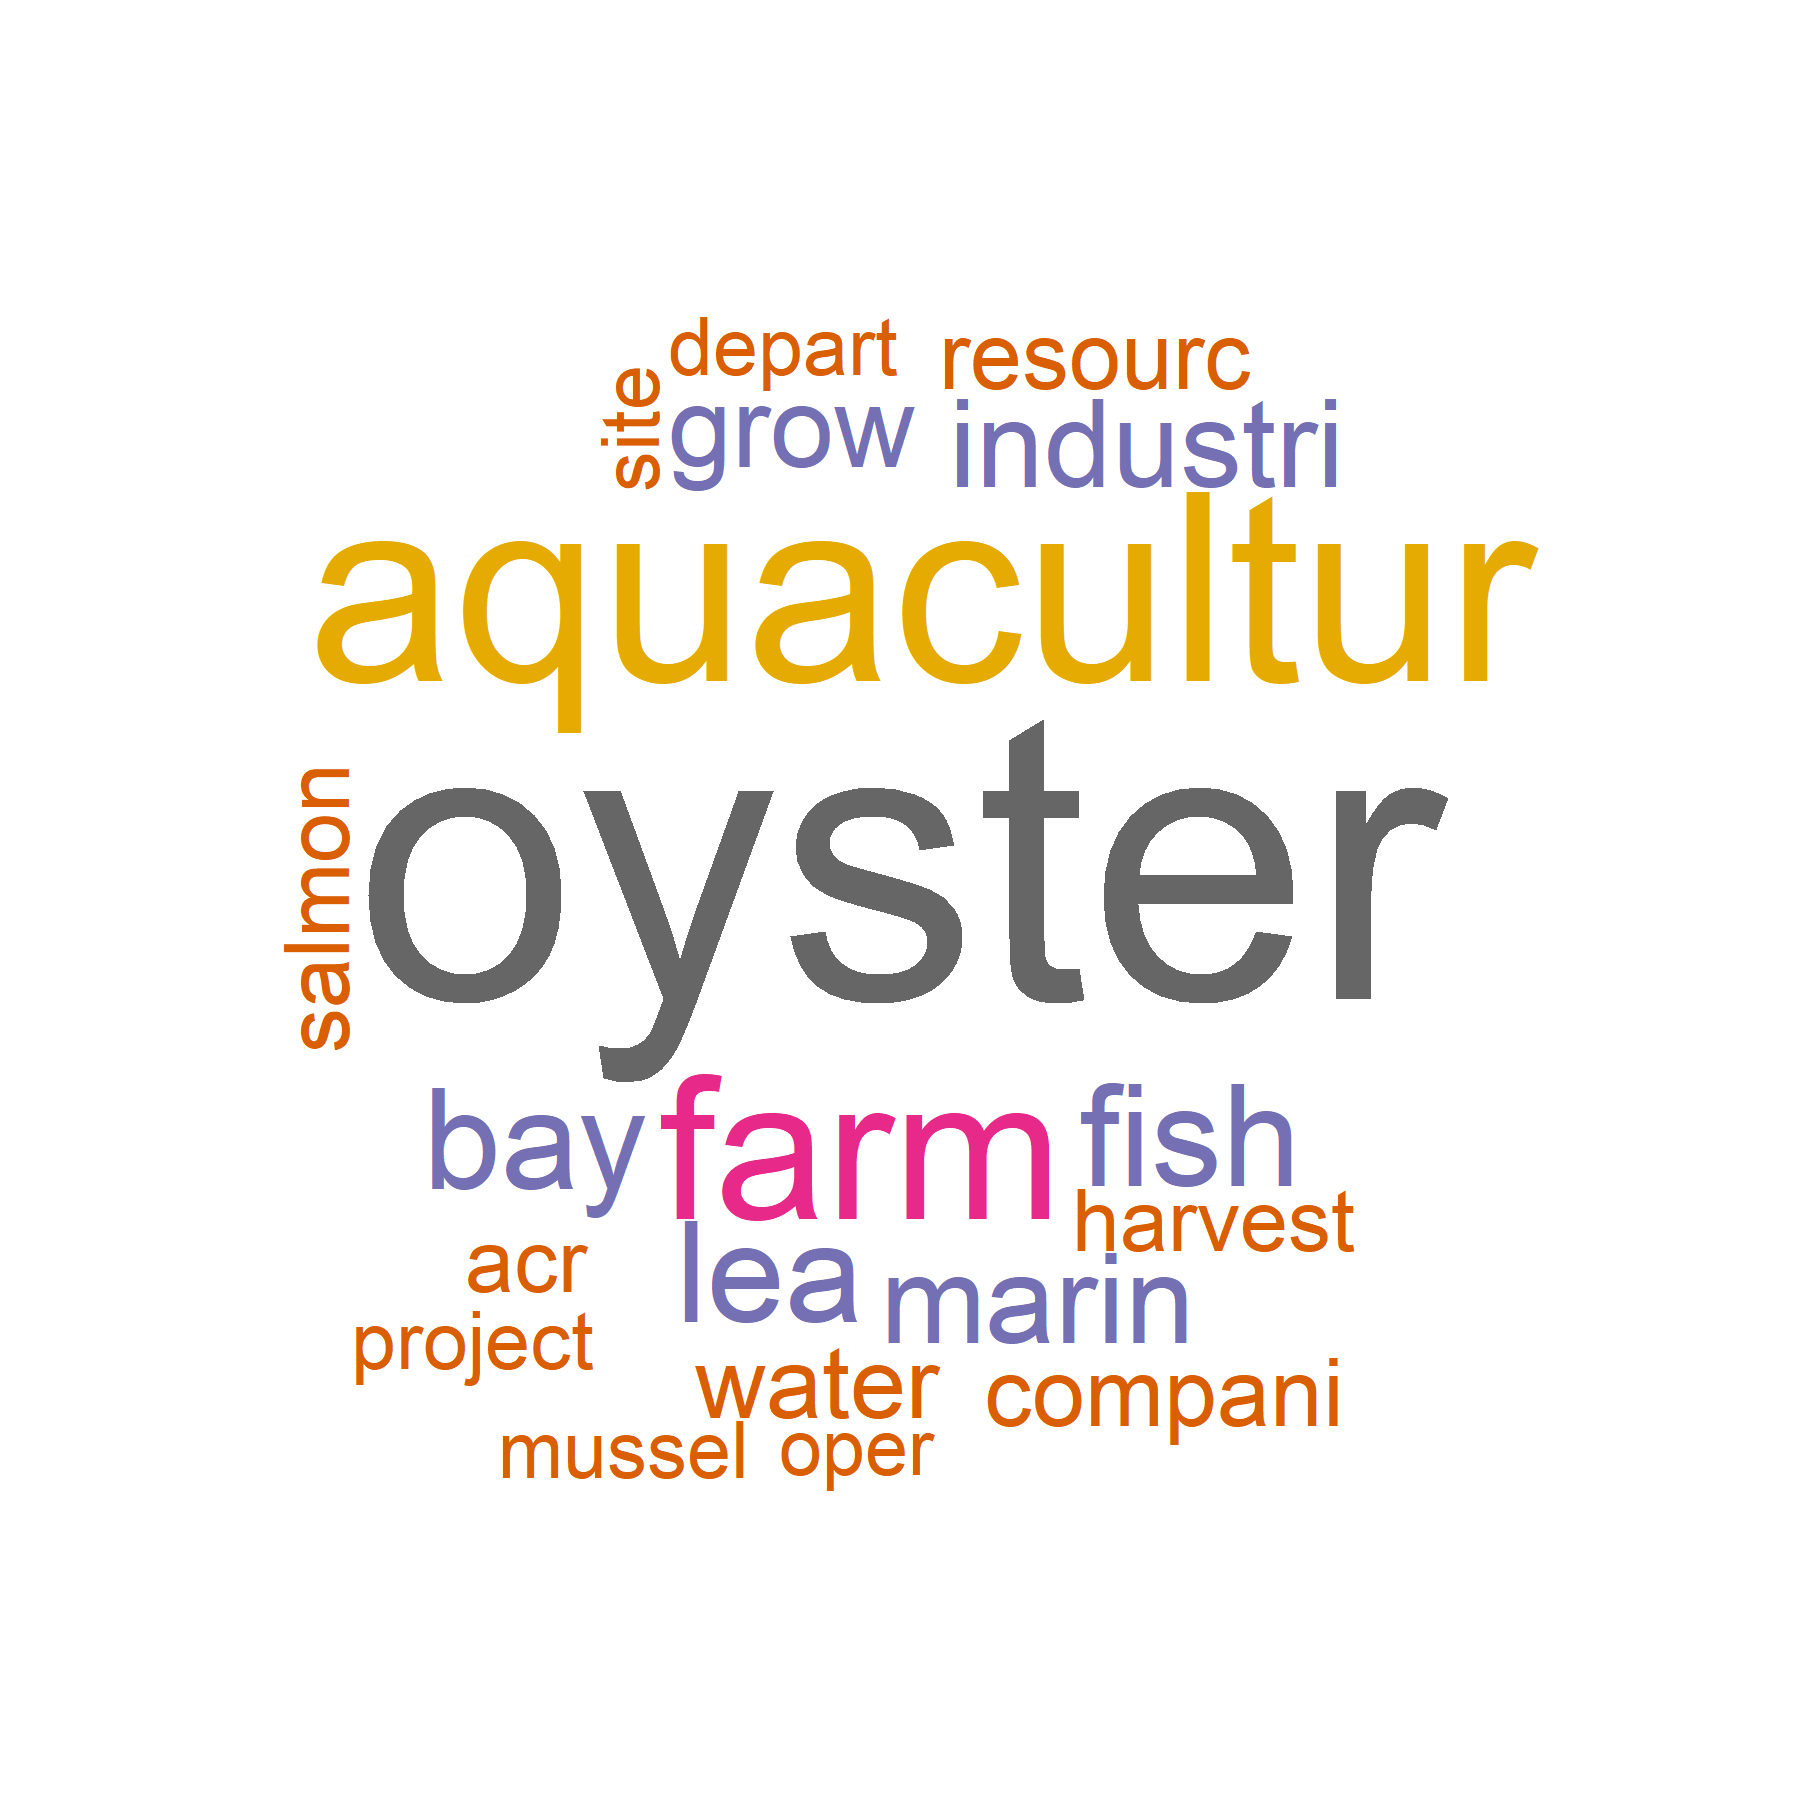 depart resourc
site grow industri
aquacultur
salmon oyster
bay farm fish
harvest
acr lea marin
project
water compani
mussel oper